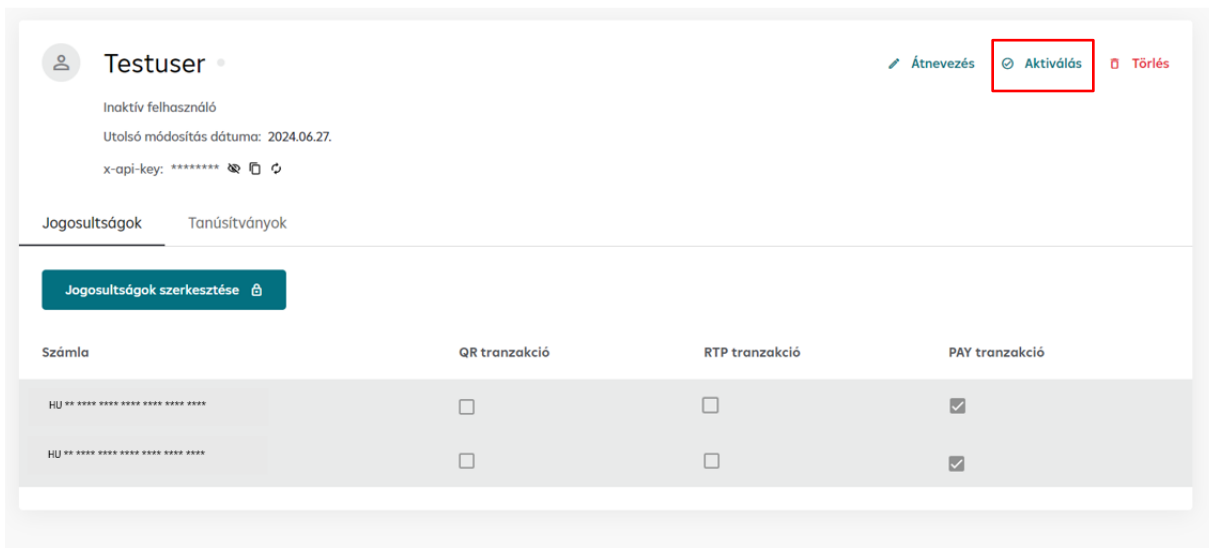 Testuser
Átnevezés
Aktiválás
Törlés
Inaktív felhasználó
Utolsó módosítás dátuma: 2024.06.27.
x-api-key: ********
Jogosultságok Tanúsítványok
Jogosultságok szerkesztése
Számla QR tranzakció RTP tranzakció PAY tranzakció
HU ** **** **** **** **** **** ****
HU ** **** **** **** **** **** ****